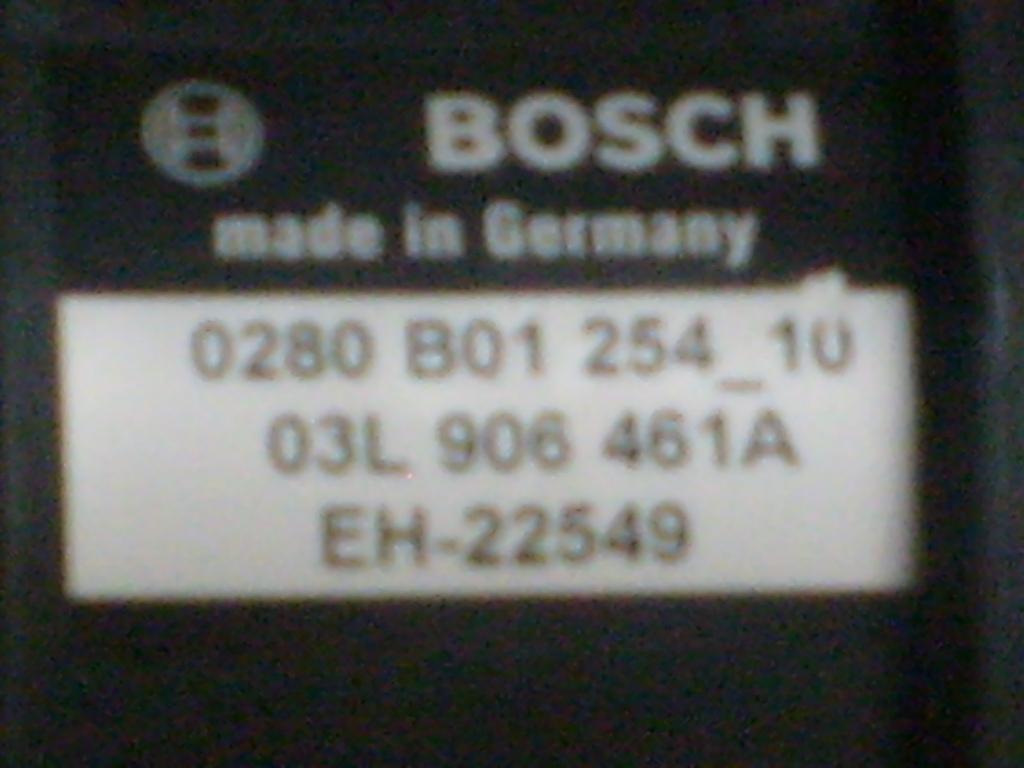 BOSCH
made in Germany
0280 B01 254_10
03L 906 461A
EH-22549